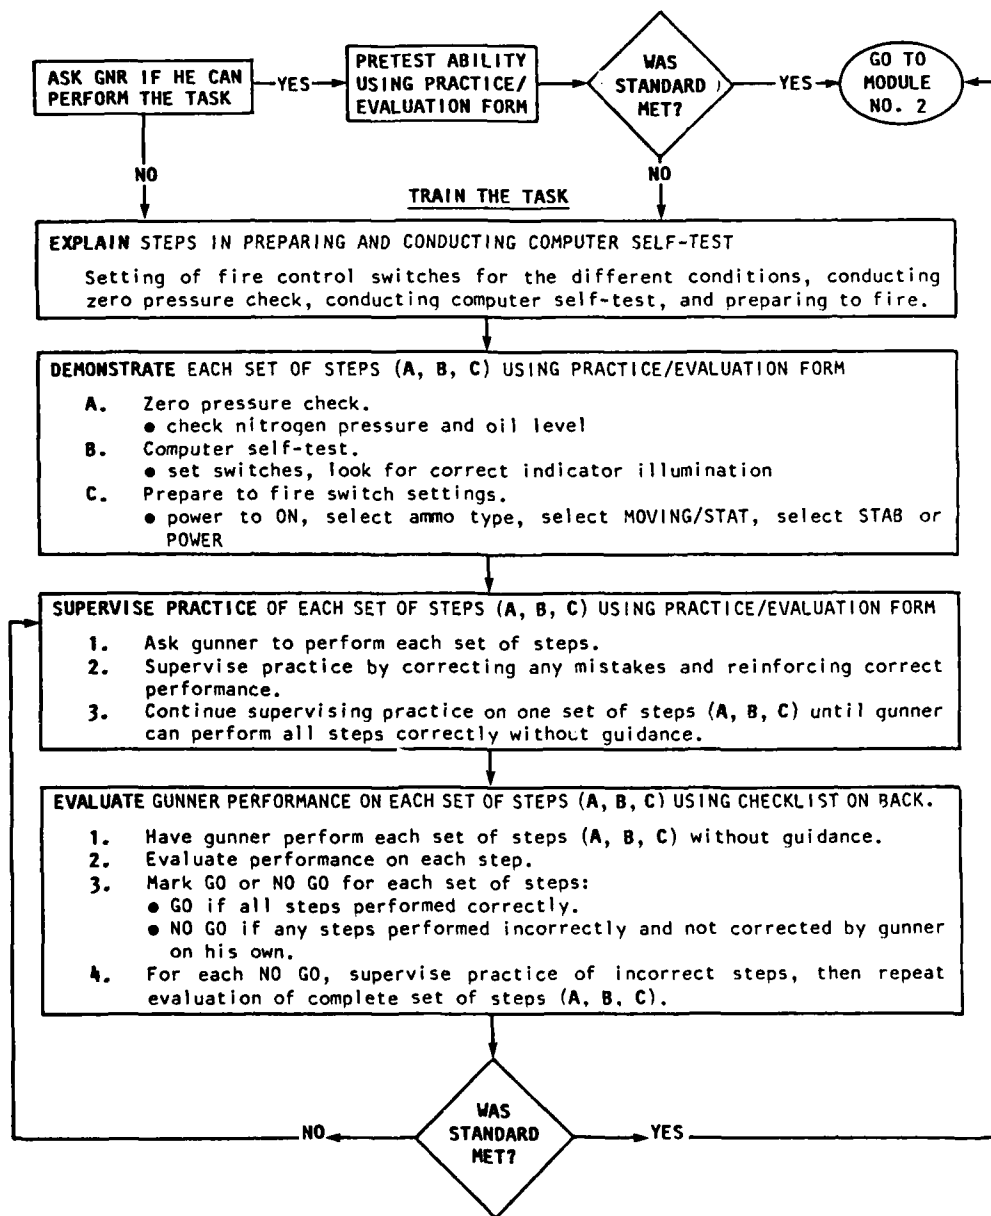 ASK GNR IF HE CAN
PERFORM THE TASK
YES
PRETEST ABILITY
USING PRACTICE/
EVALUATION FORM
WAS
STANDARD
MET?
YES
GO TO
MODULE
NO. 2
NO
NO
TRAIN THE TASK
EXPLAIN STEPS IN PREPARING AND CONDUCTING COMPUTER SELF-TEST
Setting of fire control switches for the different conditions, conducting
zero pressure check, conducting computer self-test, and preparing to fire.
DEMONSTRATE EACH SET OF STEPS (A, B, C) USING PRACTICE/EVALUATION FORM
A. Zero pressure check.
• check nitrogen pressure and oil level
B. Computer self-test.
• set switches, look for correct indicator illumination
C. Prepare to fire switch settings.
• power to ON, select ammo type, select MOVING/STAT, select STAB or
POWER
SUPERVISE PRACTICE OF EACH SET OF STEPS (A, B, C) USING PRACTICE/EVALUATION FORM
1. Ask gunner to perform each set of steps.
2. Supervise practice by correcting any mistakes and reinforcing correct
performance.
3. Continue supervising practice on one set of steps (A, B, C) until gunner
can perform all steps correctly without guidance.
EVALUATE GUNNER PERFORMANCE ON EACH SET OF STEPS (A, B, C) USING CHECKLIST ON BACK.
1. Have gunner perform each set of steps (A, B, C) without guidance.
2. Evaluate performance on each step.
3. Mark GO or NO GO for each set of steps:
• GO if all steps performed correctly.
• NO GO if any steps performed incorrectly and not corrected by gunner
on his own.
4. For each NO GO, supervise practice of incorrect steps, then repeat
evaluation of complete set of steps (A, B, C).
NO
WAS
STANDARD
MET?
YES